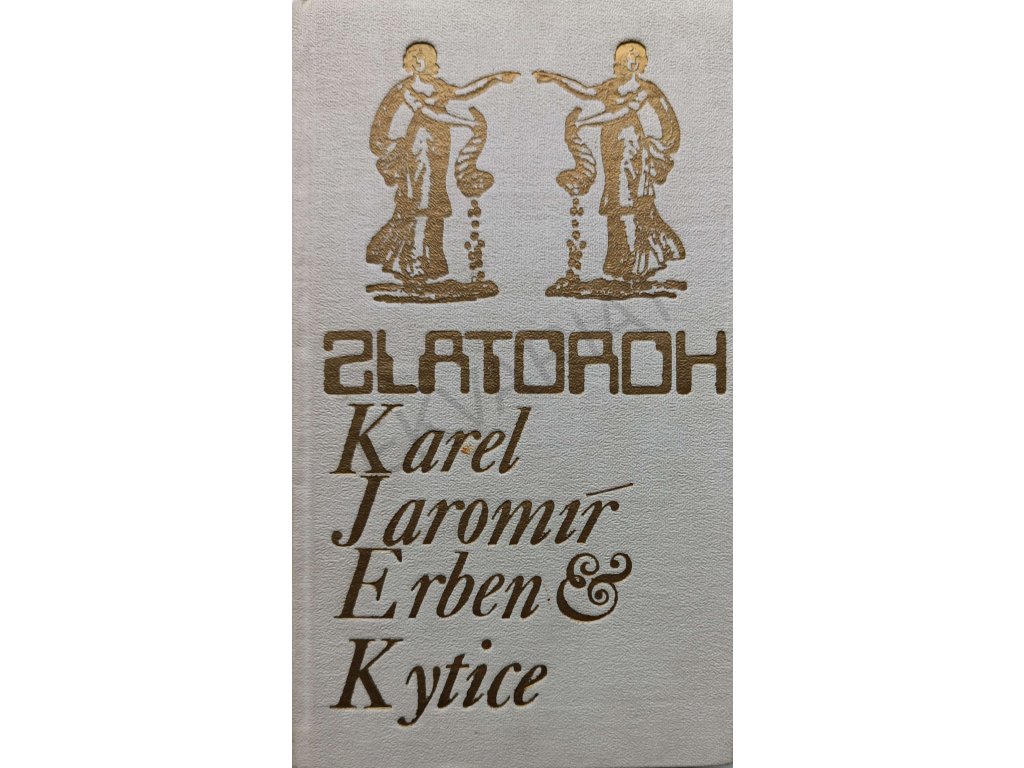 ZLATOROH
Karel
Jaromír
Erben &
Kytice